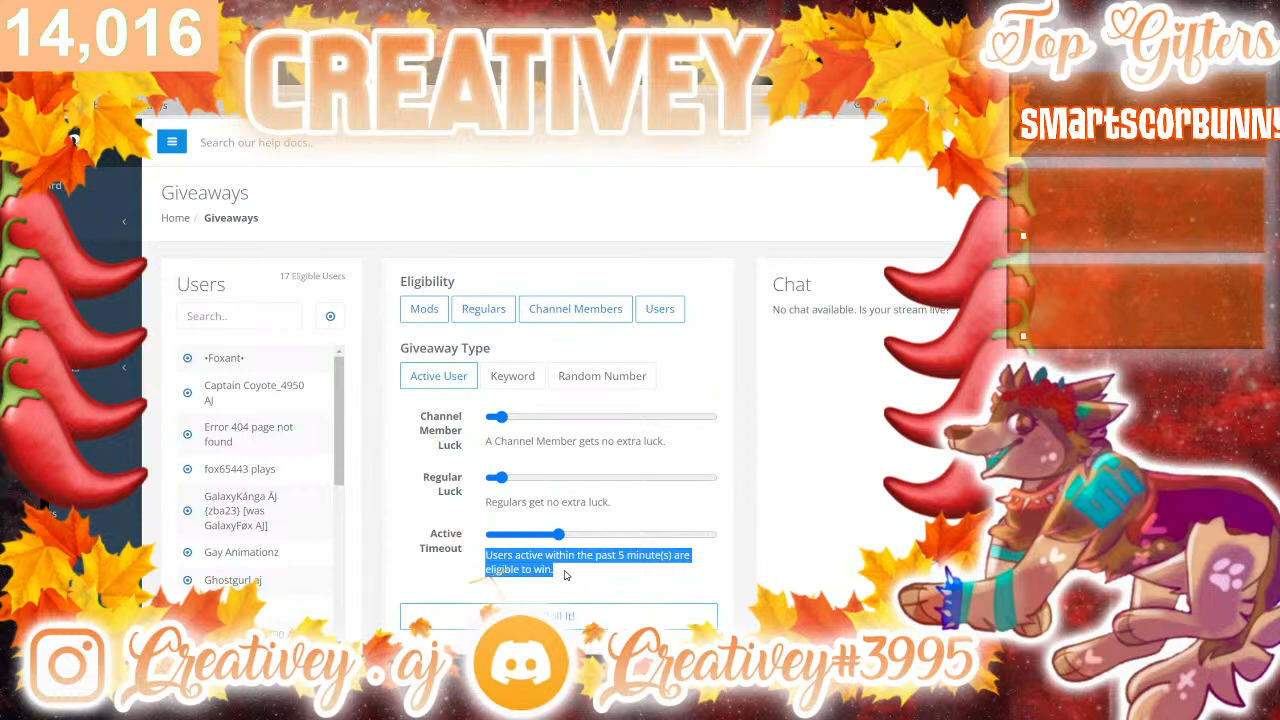 14,016
CREATIVEY
Top Gifters
SMARTSCORBUNNY
Search our help docs..
Giveaways
Home / Giveaways
Users
17 Eligible Users
Search..
•Foxant•
Captain Coyote_4950
AJ
Error 404 page not
found
fox65443 plays
GalaxyKánga ÄJ
{zba23} [was
GalaxyFøx AJ]
Gay Animationz
Ghostgurl aj
Eligibility
Mods
Regulars
Channel Members
Users
Giveaway Type
Active User
Keyword
Random Number
Channel
Member
Luck
A Channel Member gets no extra luck.
Regular
Luck
Regulars get no extra luck.
Active
Timeout
Users active within the past 5 minute(s) are
eligible to win.
Chat
No chat available. Is your stream live?
Creativey.aj
Creativey#3995